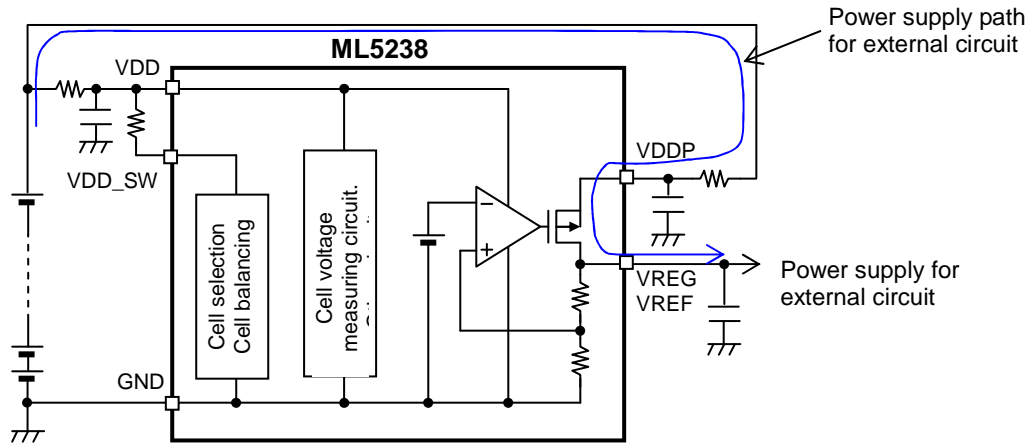 Power supply path
for external circuit
ML5238
VDD
VDDP
VDD_SW
Cell selection
Cell balancing
Cell voltage
measuring circuit.
−
+
VREG
VREF
Power supply for
external circuit
GND